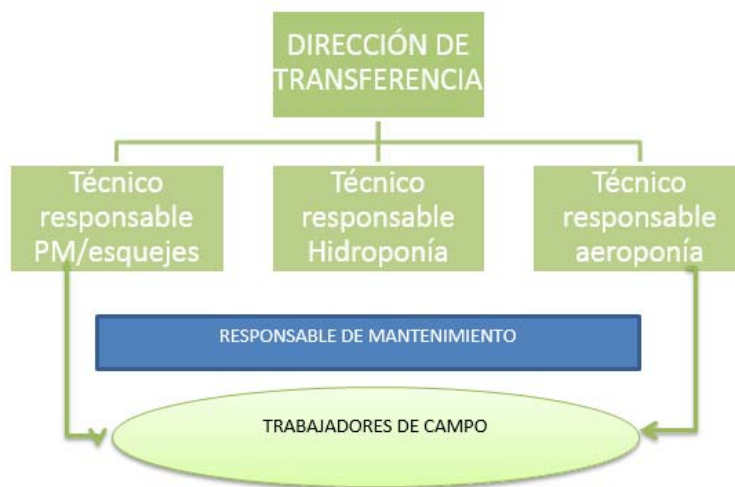 DIRECCIÓN DE
TRANSFERENCIA
Técnico
responsable
PM/esquejes
Técnico
responsable
Hidroponía
Técnico
responsable
aeroponía
RESPONSABLE DE MANTENIMIENTO
TRABAJADORES DE CAMPO